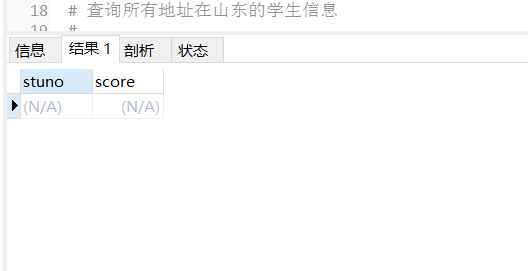 18 # 查询所有地址在山东的学生信息
19 #
信息 结果 1 剖析 状态
stuno score
(N/A) (N/A)